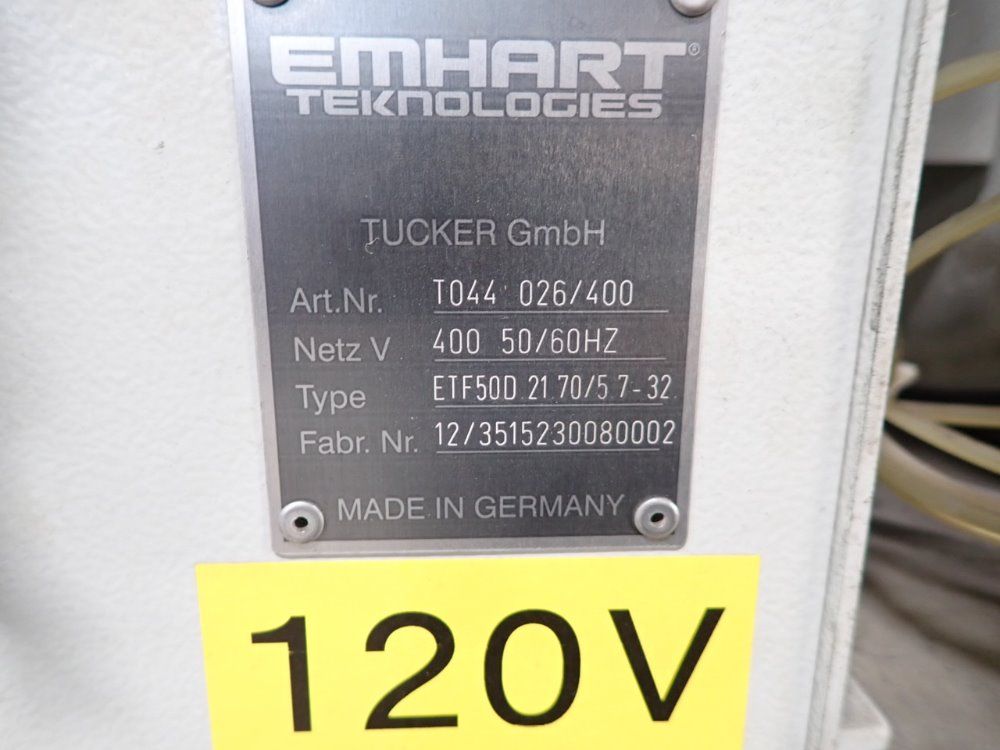 EMHART®
TEKNOLOGIES
TUCKER GmbH
Art.Nr. T044 026/400
Netz V 400 50/60HZ
Type ETF50D 21.70/5.7-32
Fabr. Nr. 12/3515230080002
MADE IN GERMANY
120V